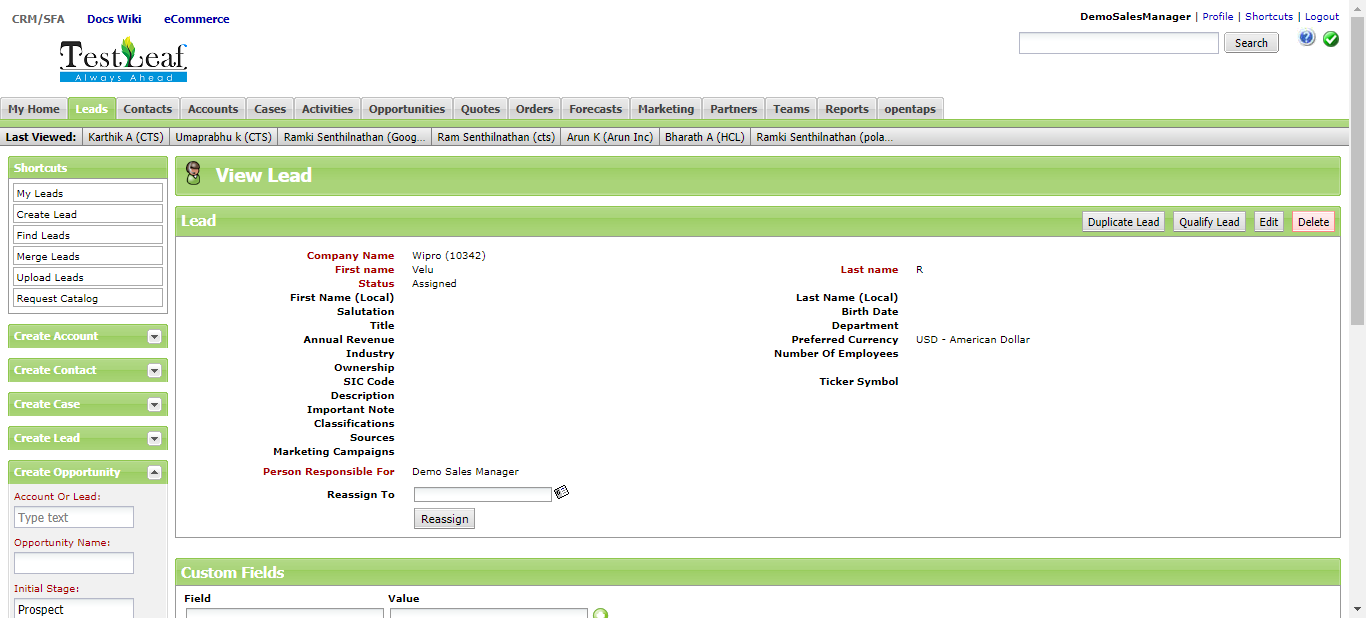 CRM/SFA Docs Wiki eCommerce
DemoSalesManager | Profile | Shortcuts | Logout
TestLeaf
Always Ahead
Search
My Home Leads Contacts Accounts Cases Activities Opportunities Quotes Orders Forecasts Marketing Partners Teams Reports opentaps
Last Viewed: Karthik A (CTS) Umaprabhu k (CTS) Ramki Senthilnathan (Goog... Ram Senthilnathan (cts) Arun K (Arun Inc) Bharath A (HCL) Ramki Senthilnathan (pola...
Shortcuts
My Leads
Create Lead
Find Leads
Merge Leads
Upload Leads
Request Catalog
Create Account
Create Contact
Create Case
Create Lead
Create Opportunity
Account Or Lead:
Type text
Opportunity Name:
Initial Stage:
Prospect
View Lead
Lead Duplicate Lead Qualify Lead Edit Delete
Company Name Wipro (10342)
First name Velu Last name R
Status Assigned
First Name (Local) Last Name (Local)
Salutation Birth Date
Title Department
Annual Revenue Preferred Currency USD - American Dollar
Industry Number Of Employees
Ownership
SIC Code Ticker Symbol
Description
Important Note
Classifications
Sources
Marketing Campaigns
Person Responsible For Demo Sales Manager
Reassign To
Reassign
Custom Fields
Field Value